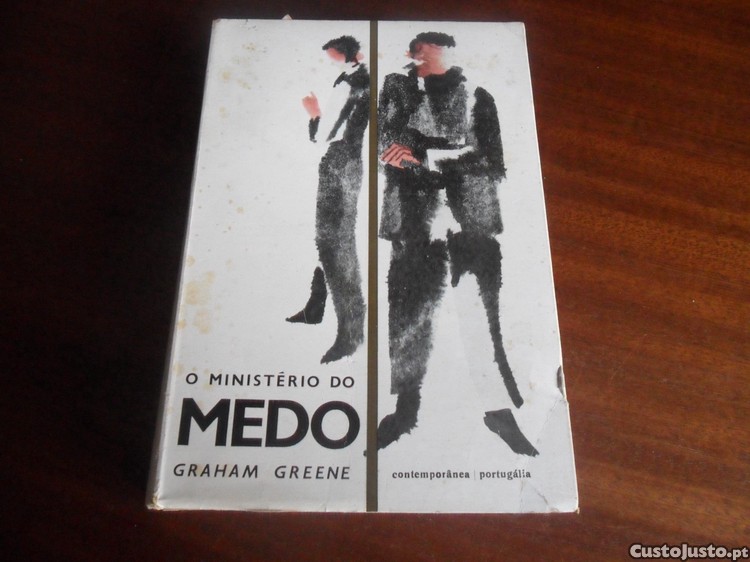 O MINISTÉRIO DO
MEDO
GRAHAM GREENE
contemporânea | portugália
CustoJusto.pt